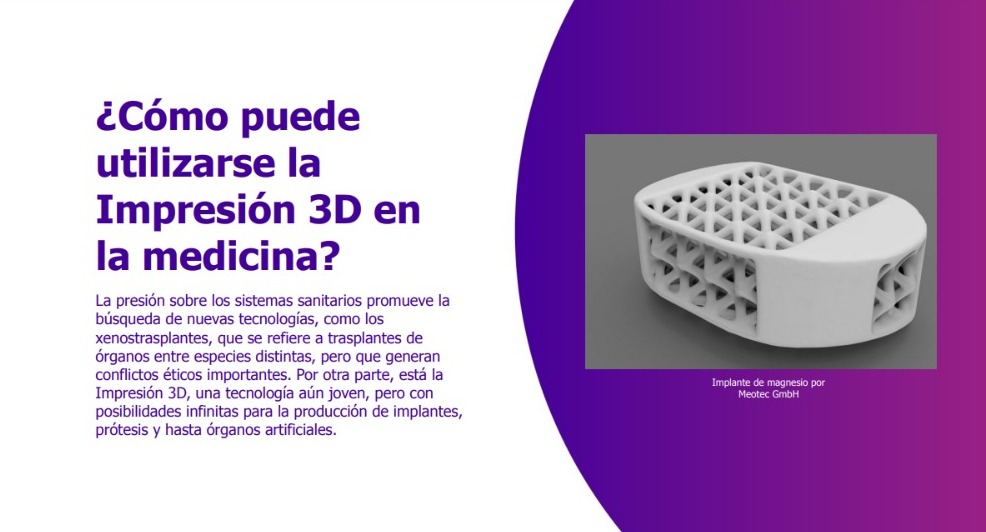 ¿Cómo puede
utilizarse la
Impresión 3D en
la medicina?
La presión sobre los sistemas sanitarios promueve la
búsqueda de nuevas tecnologías, como los
xenostrasplantes, que se refiere a trasplantes de
órganos entre especies distintas, pero que generan
conflictos éticos importantes. Por otra parte, está la
Impresión 3D, una tecnología aún joven, pero con
posibilidades infinitas para la producción de implantes,
prótesis y hasta órganos artificiales.
Implante de magnesio por
Meotec GmbH